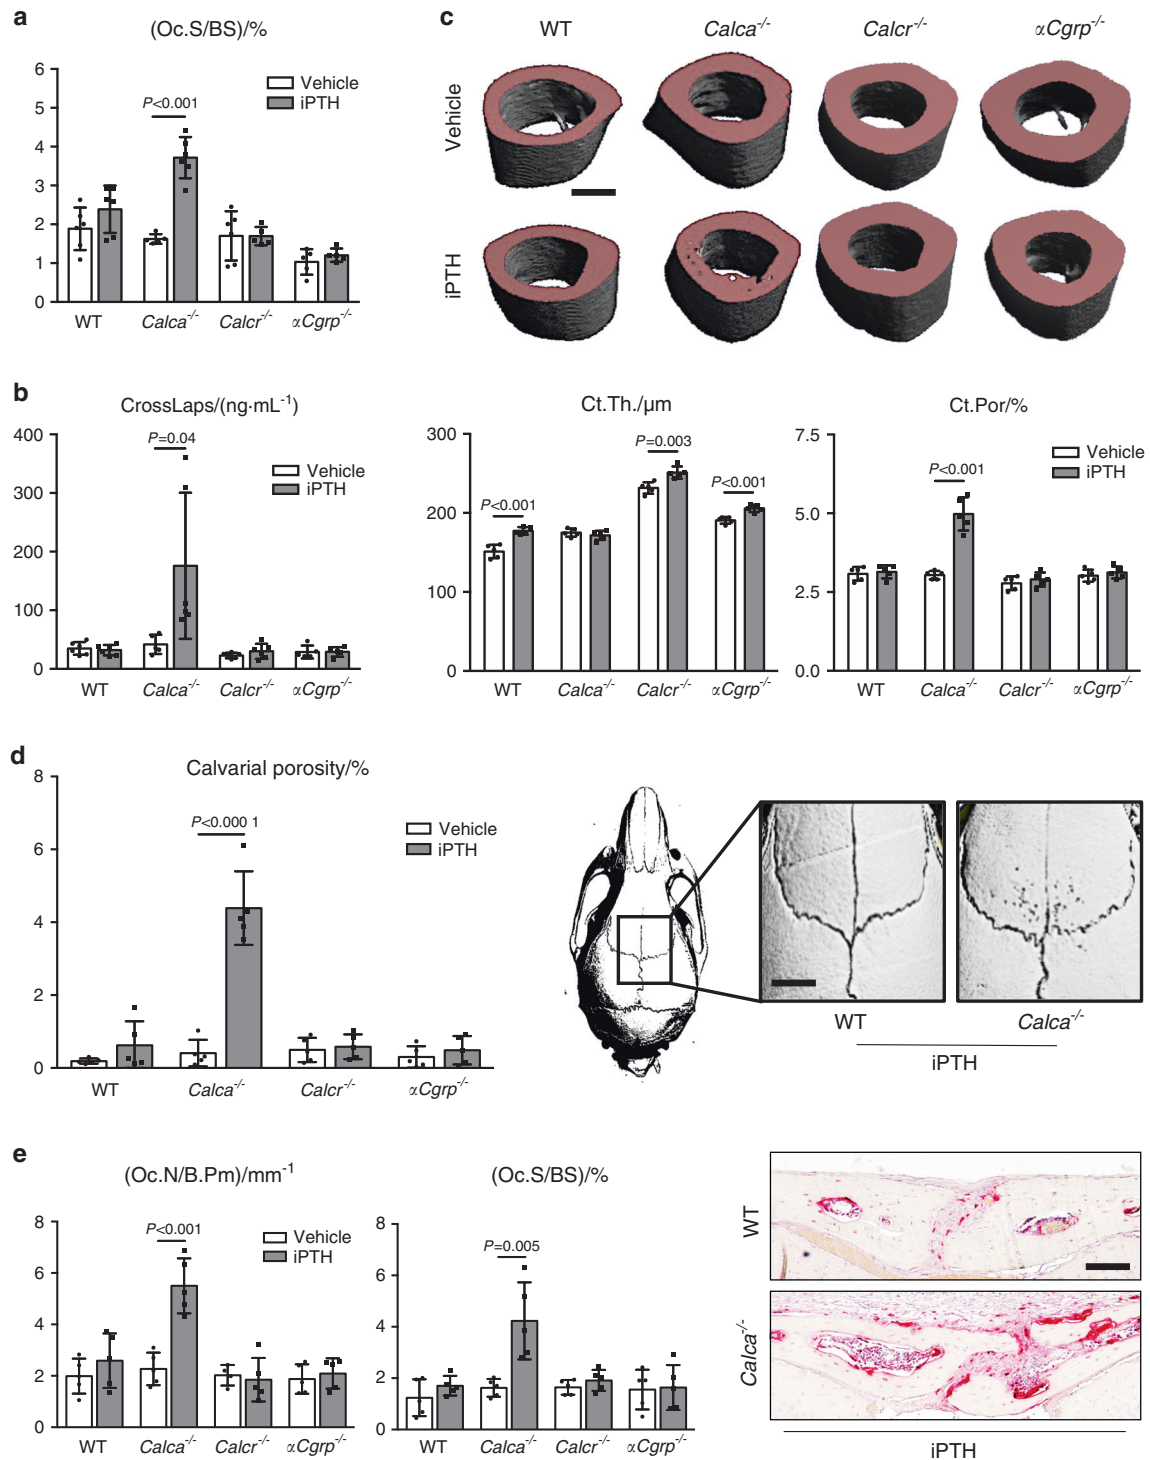 a
(Oc.S/BS)/%
6
5
4
3
2
1
0
Vehicle
iPTH
P<0.001
WT
Calca-/-
Calcr-/-
αCgrp-/-
c
WT
Calca-/-
Calcr-/-
αCgrp-/-
Vehicle
iPTH
b
CrossLaps/(ng·mL-1)
400
300
200
100
0
P=0.04
Vehicle
iPTH
WT
Calca-/-
Calcr-/-
αCgrp-/-
Ct.Th./µm
300
200
100
0
P<0.001
P=0.003
P<0.001
WT
Calca-/-
Calcr-/-
αCgrp-/-
Ct.Por/%
7.5
5.0
2.5
0.0
P<0.001
Vehicle
iPTH
WT
Calca-/-
Calcr-/-
αCgrp-/-
d
Calvarial porosity/%
8
6
4
2
0
P<0.000 1
Vehicle
iPTH
WT
Calca-/-
Calcr-/-
αCgrp-/-
WT
Calca-/-
iPTH
e
(Oc.N/B.Pm)/mm-1
8
6
4
2
0
P<0.001
Vehicle
iPTH
WT
Calca-/-
Calcr-/-
αCgrp-/-
(Oc.S/BS)/%
8
6
4
2
0
P=0.005
WT
Calca-/-
Calcr-/-
αCgrp-/-
WT
Calca-/-
iPTH